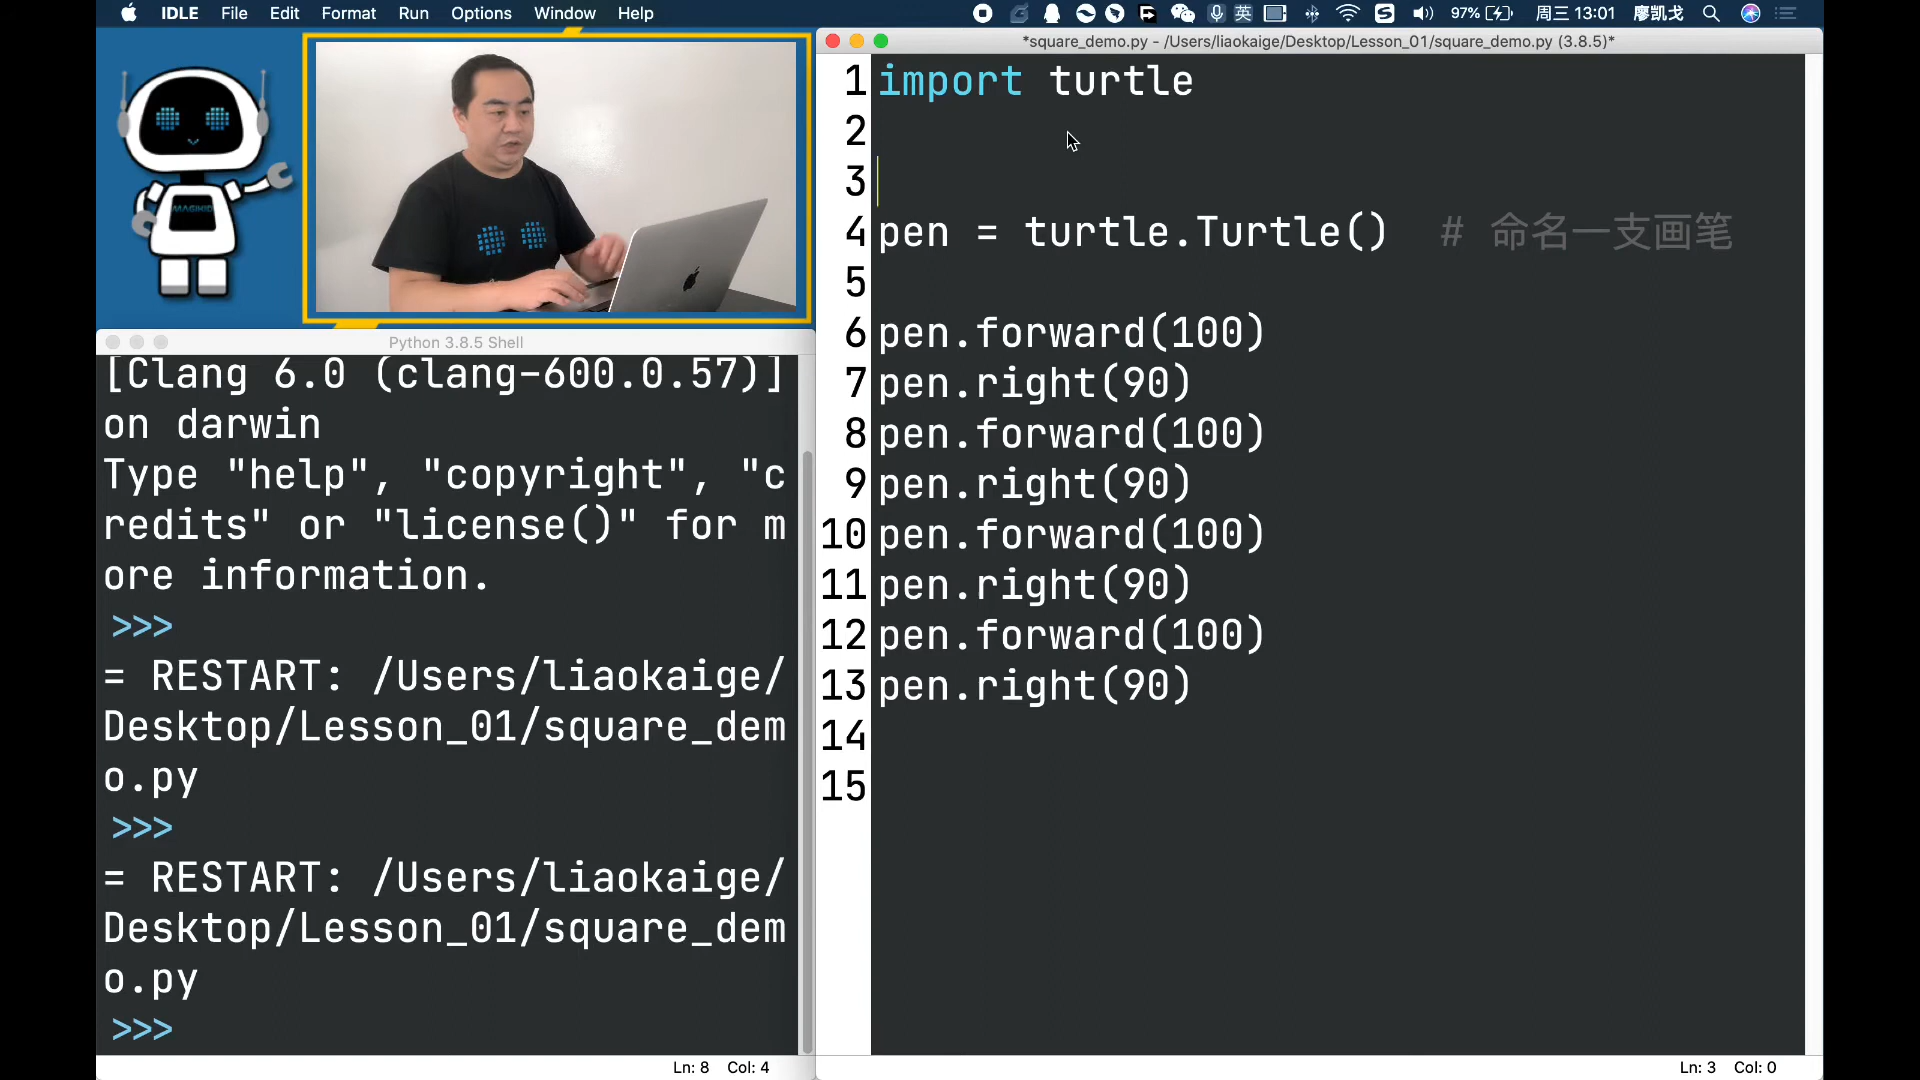 IDLE File Edit Format Run Options Window Help 英 97% 周三 13:01 廖凯戈
MAGIKID
*square_demo.py - /Users/liaokaige/Desktop/Lesson_01/square_demo.py (3.8.5)*
1 import turtle
2
3
4 pen = turtle.Turtle() # 命名一支画笔
5
6 pen.forward(100)
7 pen.right(90)
8 pen.forward(100)
9 pen.right(90)
10 pen.forward(100)
11 pen.right(90)
12 pen.forward(100)
13 pen.right(90)
14
15
Ln: 3 Col: 0
Python 3.8.5 Shell
[Clang 6.0 (clang-600.0.57)]
on darwin
Type "help", "copyright", "c
redits" or "license()" for m
ore information.
>>>
= RESTART: /Users/liaokaige/
Desktop/Lesson_01/square_dem
o.py
>>>
= RESTART: /Users/liaokaige/
Desktop/Lesson_01/square_dem
o.py
>>>
Ln: 8 Col: 4